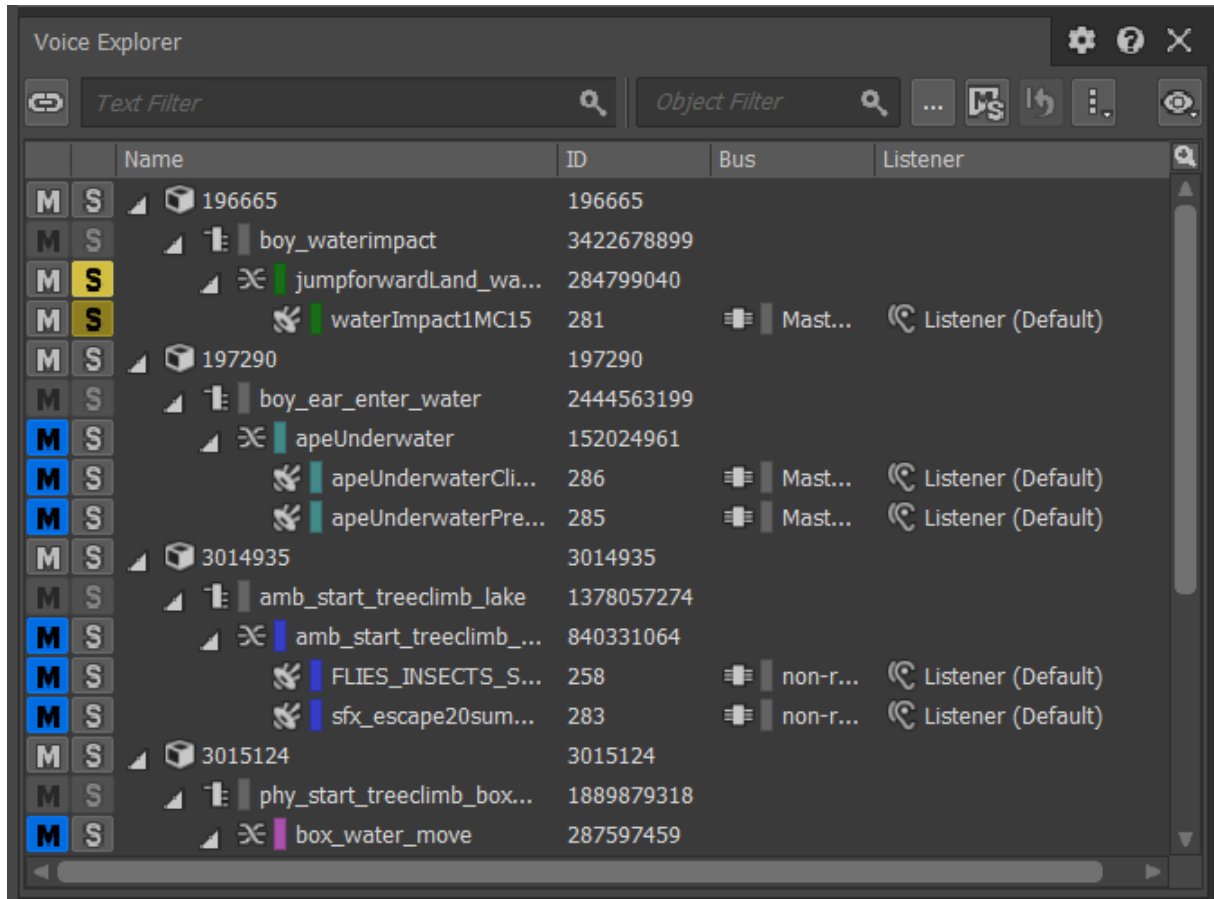 Voice Explorer
Text Filter Object Filter ... MS
Name ID Bus Listener
M S 196665 196665
M S boy_waterimpact 3422678899
M S jumpforwardLand_wa... 284799040
M S waterImpact1MC15 281 Mast... Listener (Default)
M S 197290 197290
M S boy_ear_enter_water 2444563199
M S apeUnderwater 152024961
M S apeUnderwaterCli... 286 Mast... Listener (Default)
M S apeUnderwaterPre... 285 Mast... Listener (Default)
M S 3014935 3014935
M S amb_start_treeclimb_lake 1378057274
M S amb_start_treeclimb_... 840331064
M S FLIES_INSECTS_S... 258 non-r... Listener (Default)
M S sfx_escape20sum... 283 non-r... Listener (Default)
M S 3015124 3015124
M S phy_start_treeclimb_box... 1889879318
M S box_water_move 287597459